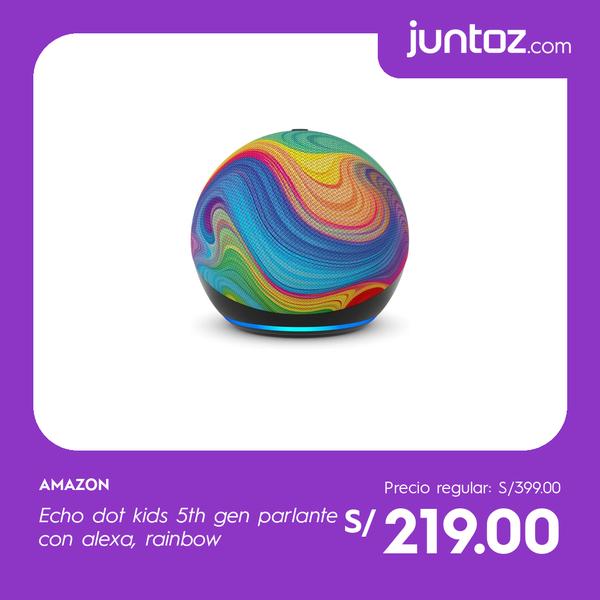 juntoz.com
AMAZON
Precio regular: S/399.00
Echo dot kids 5th gen parlante
con alexa, rainbow
S/ 219.00